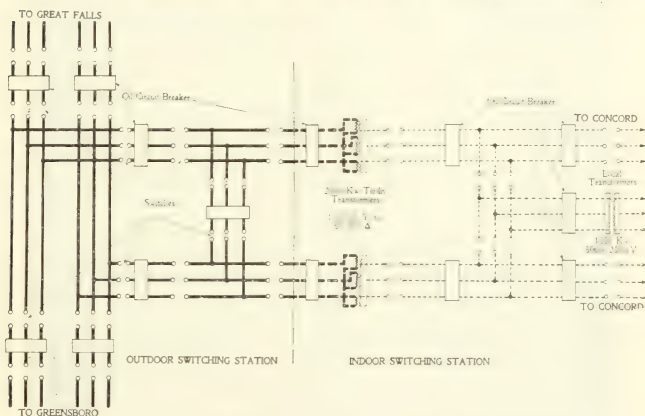 TO GREAT FALLS
Oil Circuit Breaker
Oil Circuit Breaker
TO CONCORD
Switches
Transformers
Local
Transformers
TO CONCORD
OUTDOOR SWITCHING STATION
INDOOR SWITCHING STATION
TO GREENSBORO